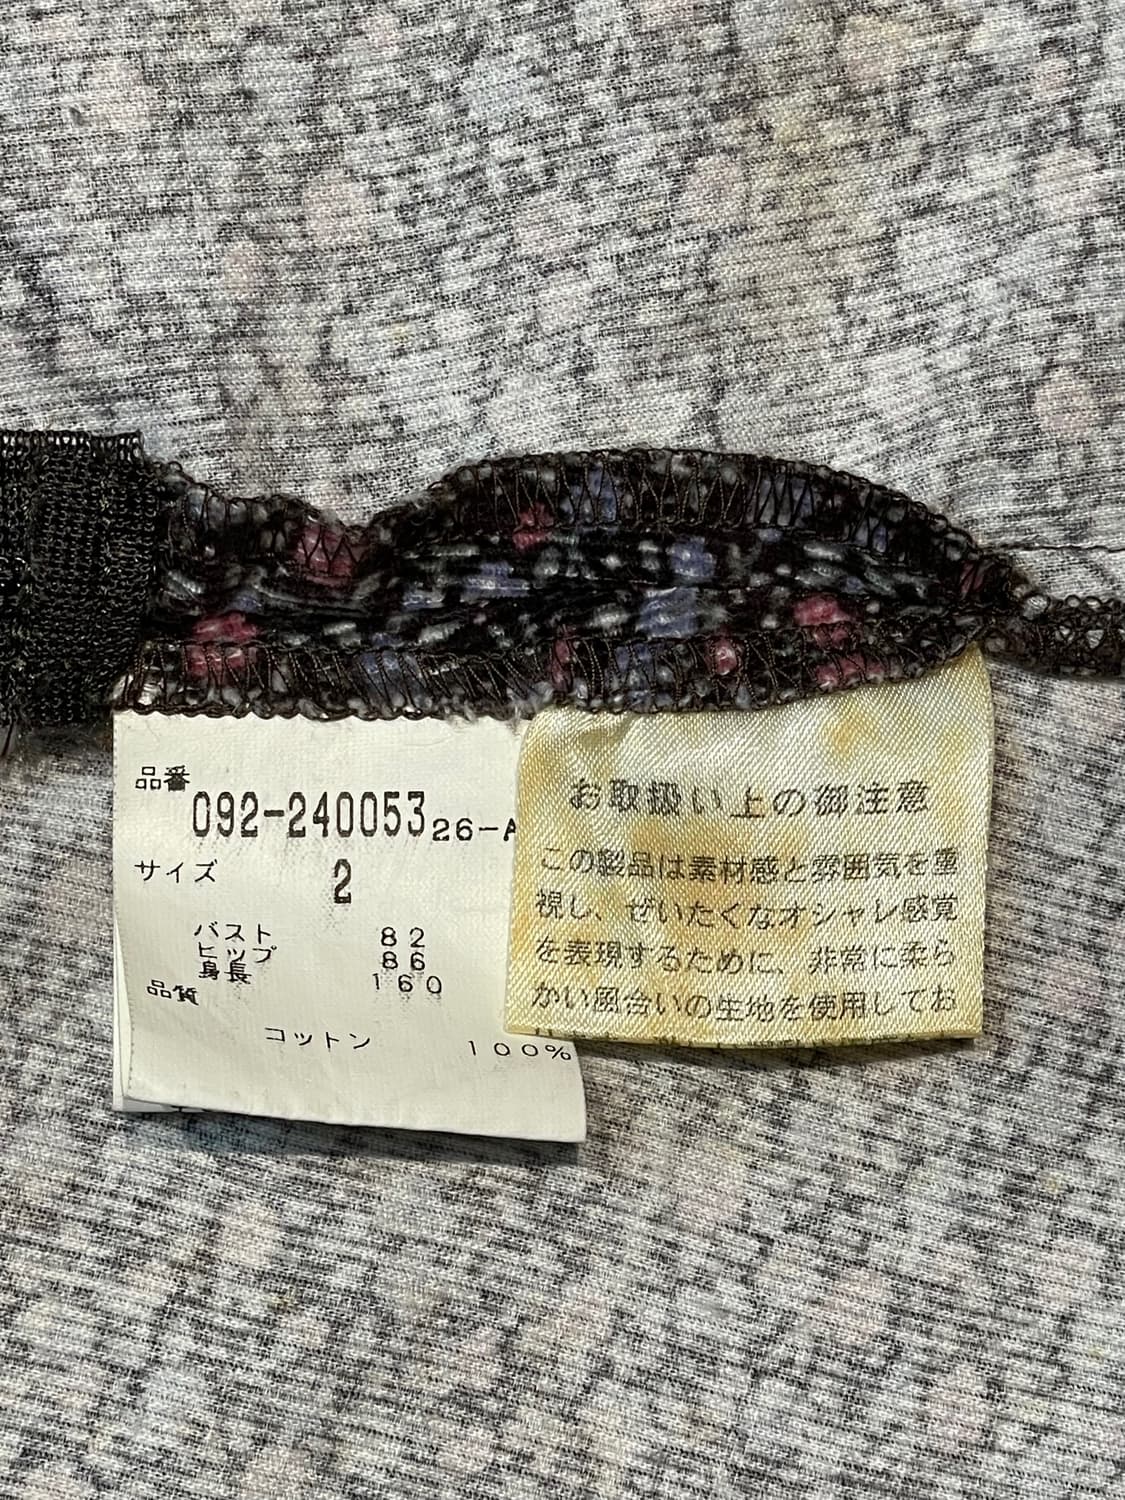 品番
092-240053 26-A
サイズ 2
バスト 82
ヒップ 86
身長 160
品質
コットン 100%
お取扱い上の御注意
この製品は素材感と雰囲気を重
視し、ぜいたくなオシャレ感覚
を表現するために、非常に柔ら
かい風合いの生地を使用してお